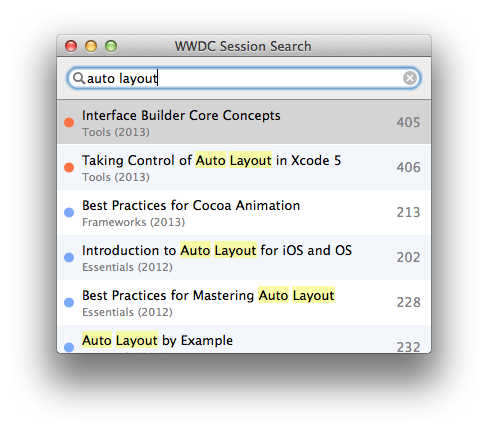 WWDC Session Search
auto layout
Interface Builder Core Concepts
405
Tools (2013)
Taking Control of Auto Layout in Xcode 5
406
Tools (2013)
Best Practices for Cocoa Animation
213
Frameworks (2013)
Introduction to Auto Layout for iOS and OS
202
Essentials (2012)
Best Practices for Mastering Auto Layout
228
Essentials (2012)
Auto Layout by Example
232